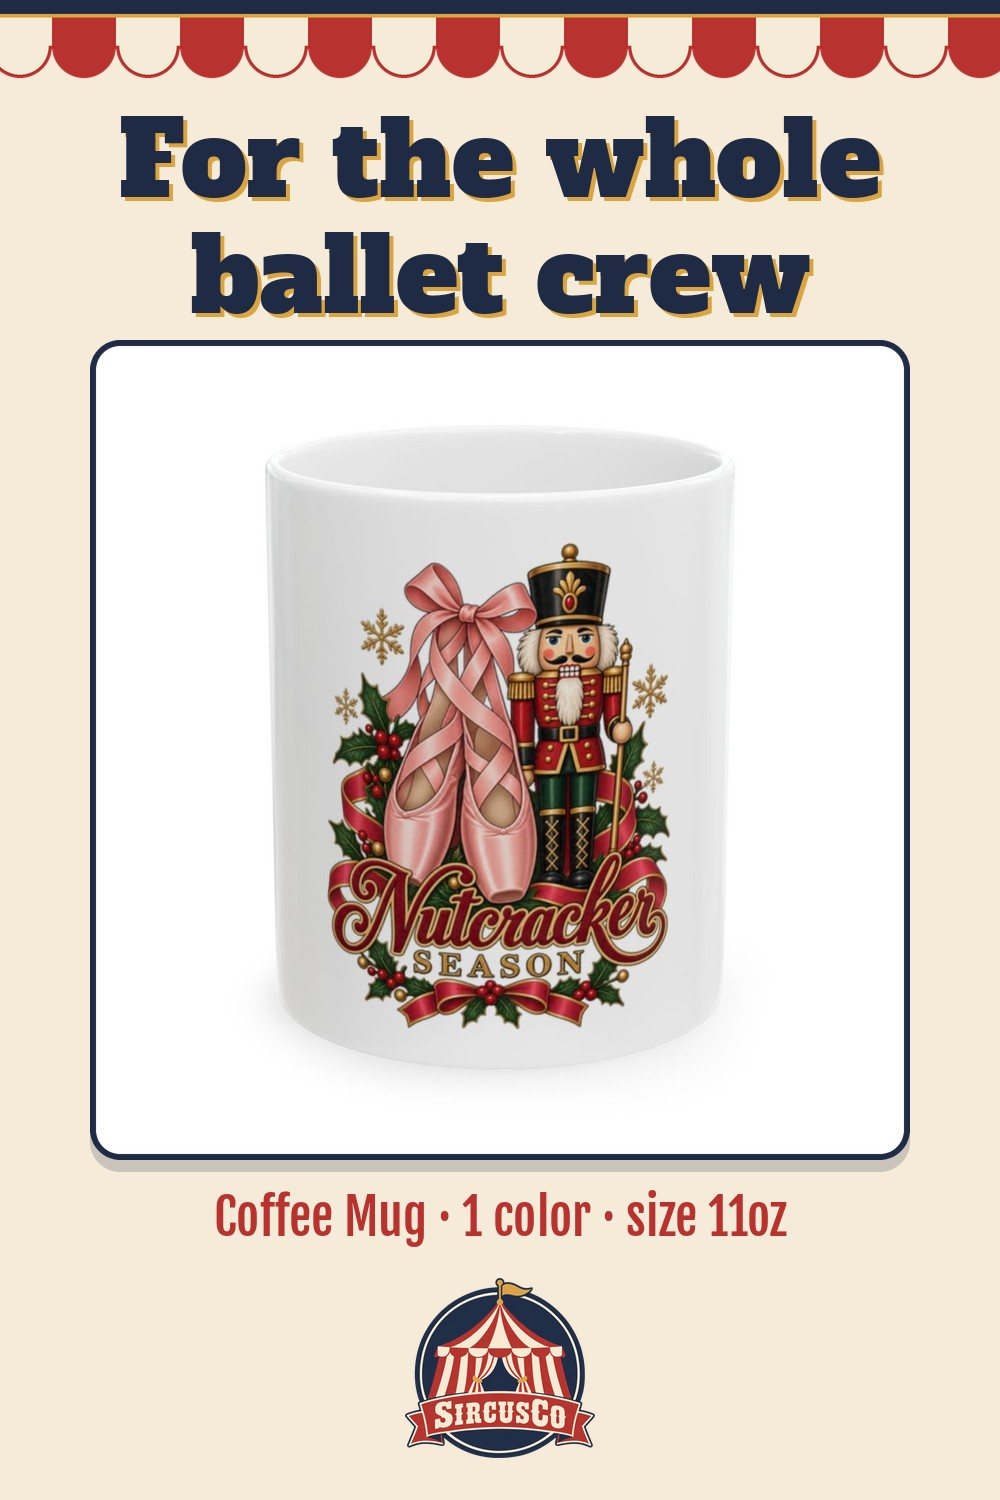 For the whole
ballet crew
Nutcracker
SEASON
Coffee Mug · 1 color · size 11oz
SIRCUSCO